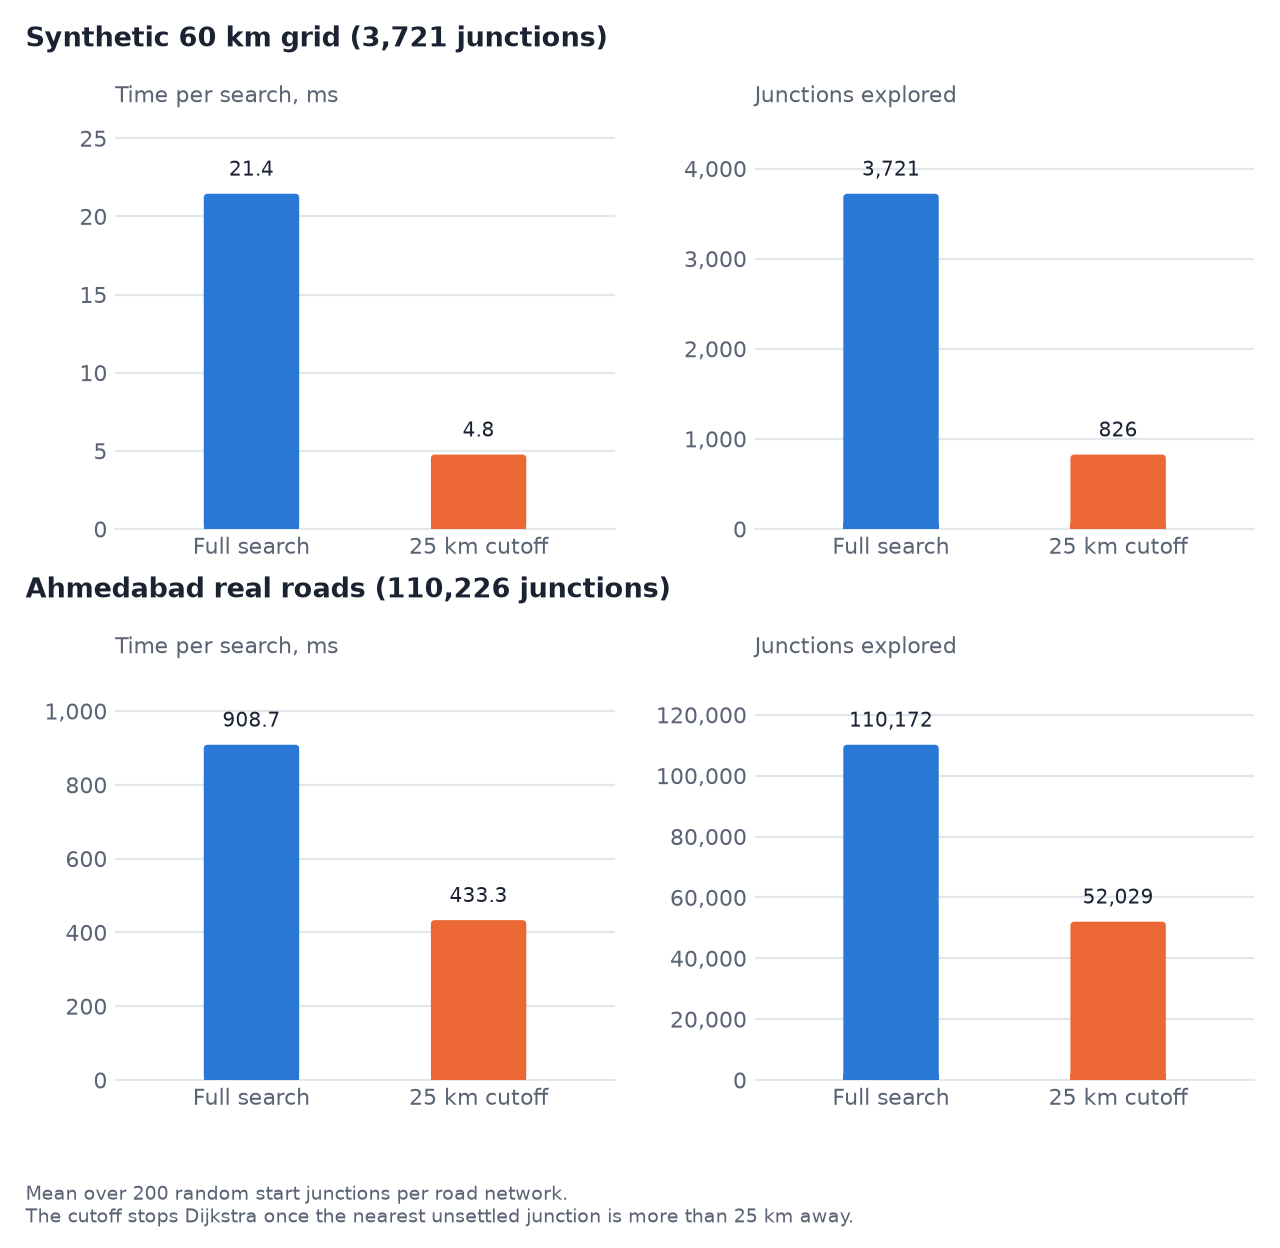 Synthetic 60 km grid (3,721 junctions)
Time per search, ms
25
20
15
10
5
0
21.4
4.8
Full search
25 km cutoff
Junctions explored
4,000
3,000
2,000
1,000
0
3,721
826
Full search
25 km cutoff
Ahmedabad real roads (110,226 junctions)
Time per search, ms
1,000
800
600
400
200
0
908.7
433.3
Full search
25 km cutoff
Junctions explored
120,000
100,000
80,000
60,000
40,000
20,000
0
110,172
52,029
Full search
25 km cutoff
Mean over 200 random start junctions per road network.
The cutoff stops Dijkstra once the nearest unsettled junction is more than 25 km away.